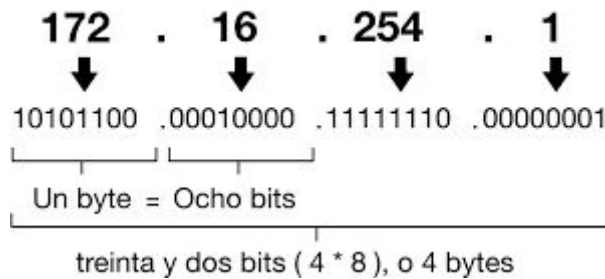 172 . 16 . 254 . 1
10101100 .00010000 .11111110 .00000001
Un byte = Ocho bits
treinta y dos bits ( 4 * 8 ), o 4 bytes